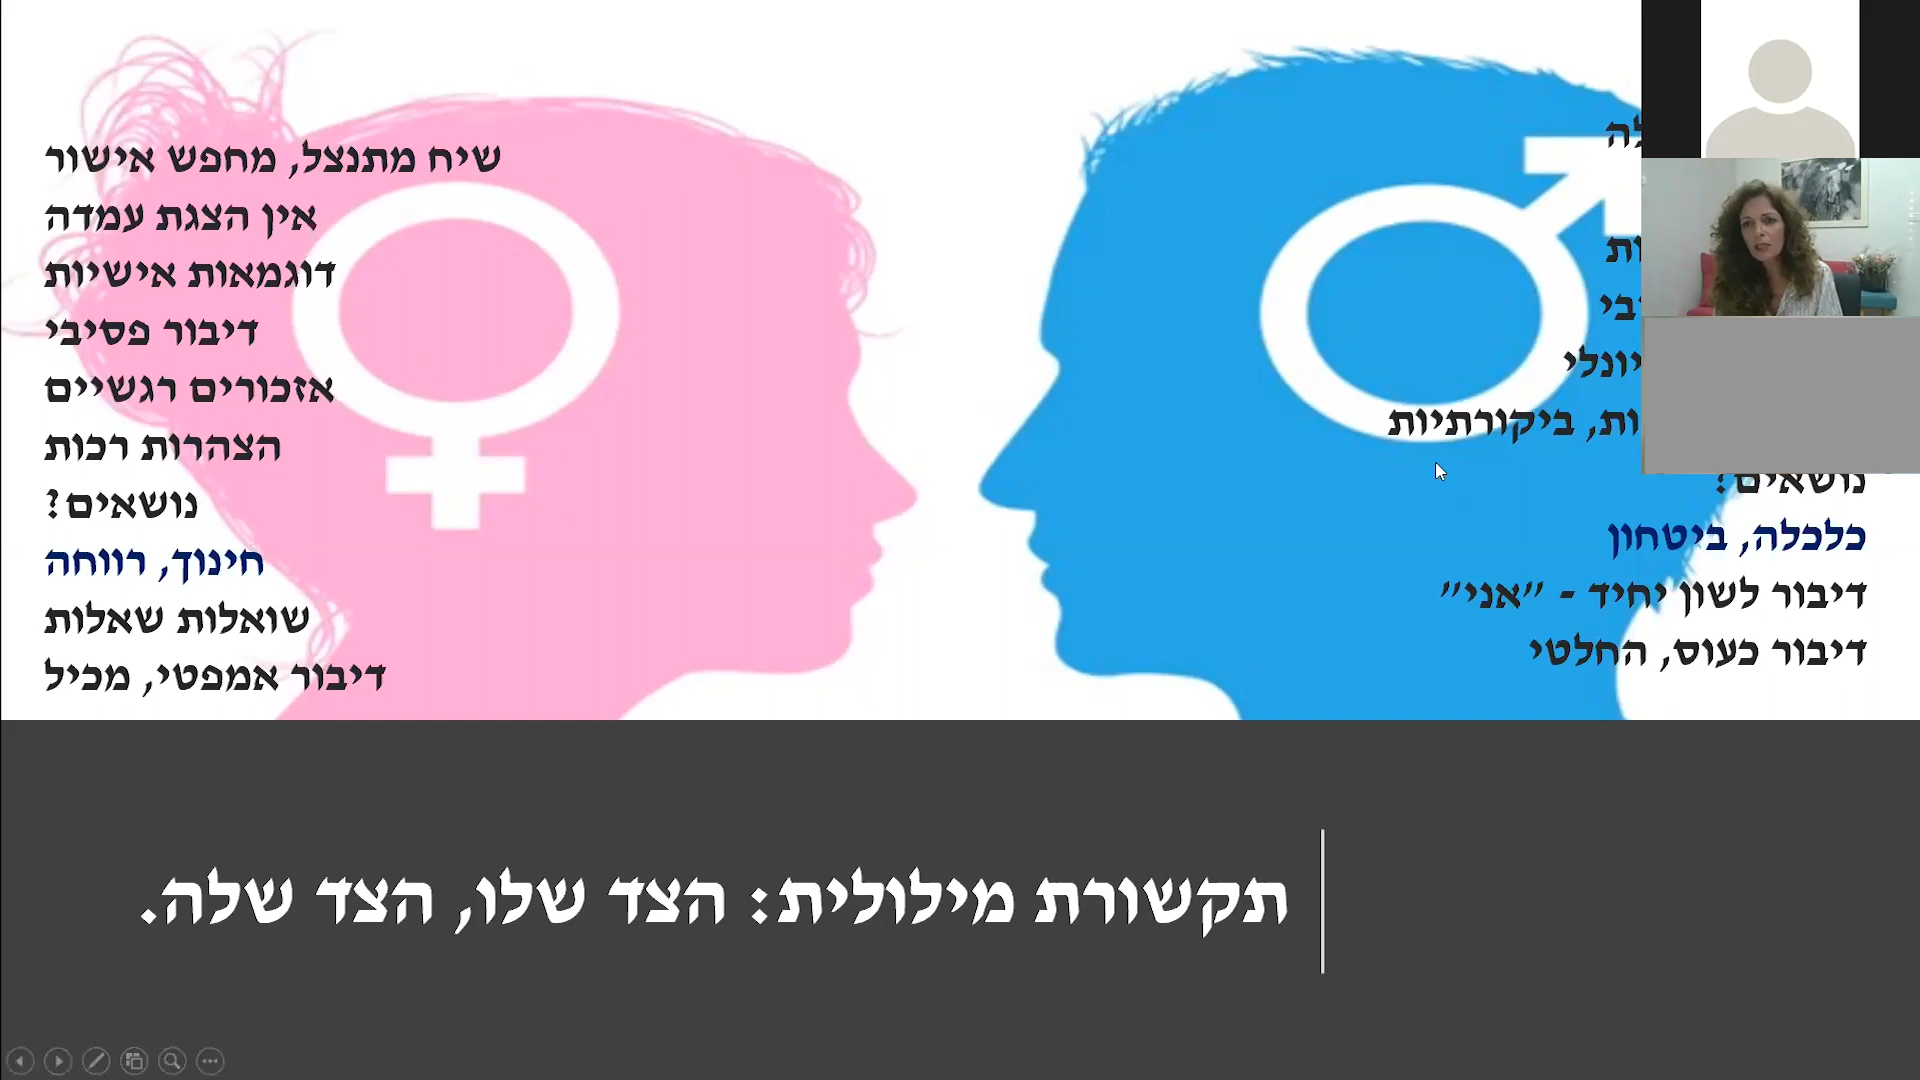 שיח מתנצל, מחפש אישור
אין הצגת עמדה
דוגמאות אישיות
דיבור פסיבי
אזכורים רגשיים
הצהרות רכות
נושאים?
חינוך, רווחה
שואלות שאלות
דיבור אמפטי, מכיל
ביקורתיות
נושאים?
כלכלה, ביטחון
דיבור לשון יחיד - ״אני״
דיבור כעוס, החלטי
תקשורת מילולית: הצד שלו, הצד שלה.